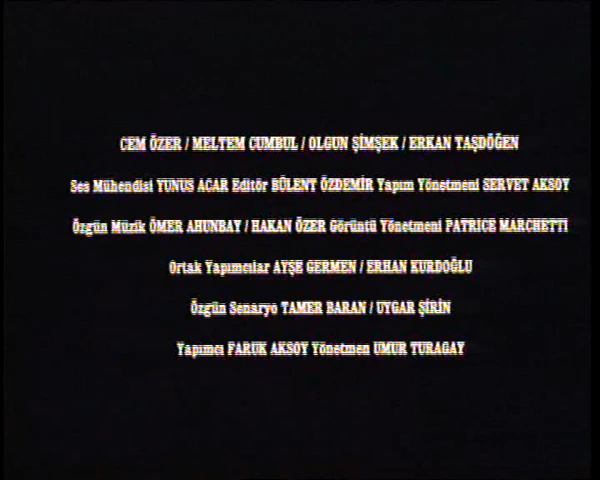 CEM ÖZER / MELTEM CUMBUL / OLGUN ŞİMŞEK / ERKAN TAŞDÖĞEN
Ses Mühendisi YUNUS ACAR Editör BÜLENT ÖZDEMİR Yapım Yönetmeni SERVET AKSOY
Özgün Müzik ÖMER AHUNBAY / HAKAN ÖZER Görüntü Yönetmeni PATRICE MARCHETTI
Ortak Yapımcılar AYŞE GERMEN / ERHAN KURDOĞLU
Özgün Senaryo TAMER BARAN / UYGAR ŞİRİN
Yapımcı FARUK AKSOY Yönetmen UMUR TURAGAY